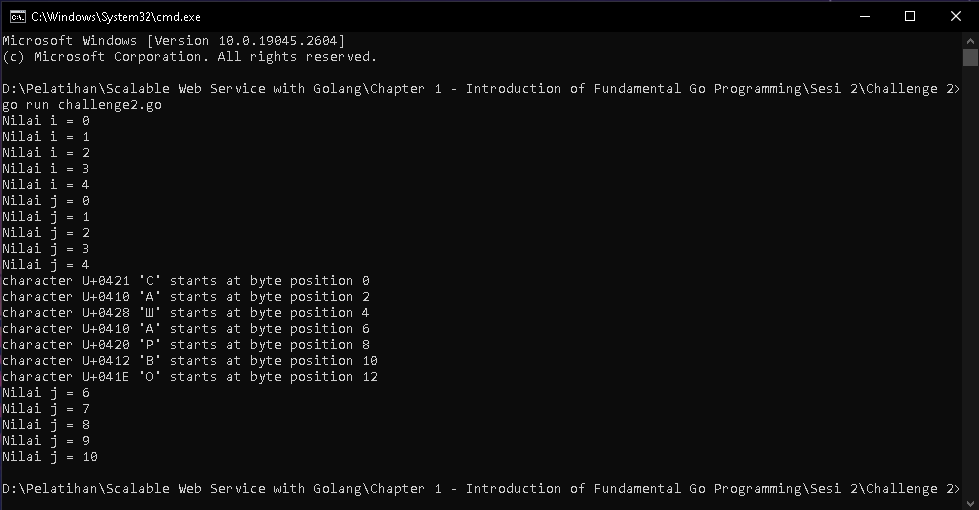 C:\Windows\System32\cmd.exe
Microsoft Windows [Version 10.0.19045.2604]
(c) Microsoft Corporation. All rights reserved.
D:\Pelatihan\Scalable Web Service with Golang\Chapter 1 - Introduction of Fundamental Go Programming\Sesi 2\Challenge 2>
go run challenge2.go
Nilai i = 0
Nilai i = 1
Nilai i = 2
Nilai i = 3
Nilai i = 4
Nilai j = 0
Nilai j = 1
Nilai j = 2
Nilai j = 3
Nilai j = 4
character U+0421 'С' starts at byte position 0
character U+0410 'А' starts at byte position 2
character U+0428 'Ш' starts at byte position 4
character U+0410 'А' starts at byte position 6
character U+0420 'Р' starts at byte position 8
character U+0412 'В' starts at byte position 10
character U+041E 'О' starts at byte position 12
Nilai j = 6
Nilai j = 7
Nilai j = 8
Nilai j = 9
Nilai j = 10
D:\Pelatihan\Scalable Web Service with Golang\Chapter 1 - Introduction of Fundamental Go Programming\Sesi 2\Challenge 2>